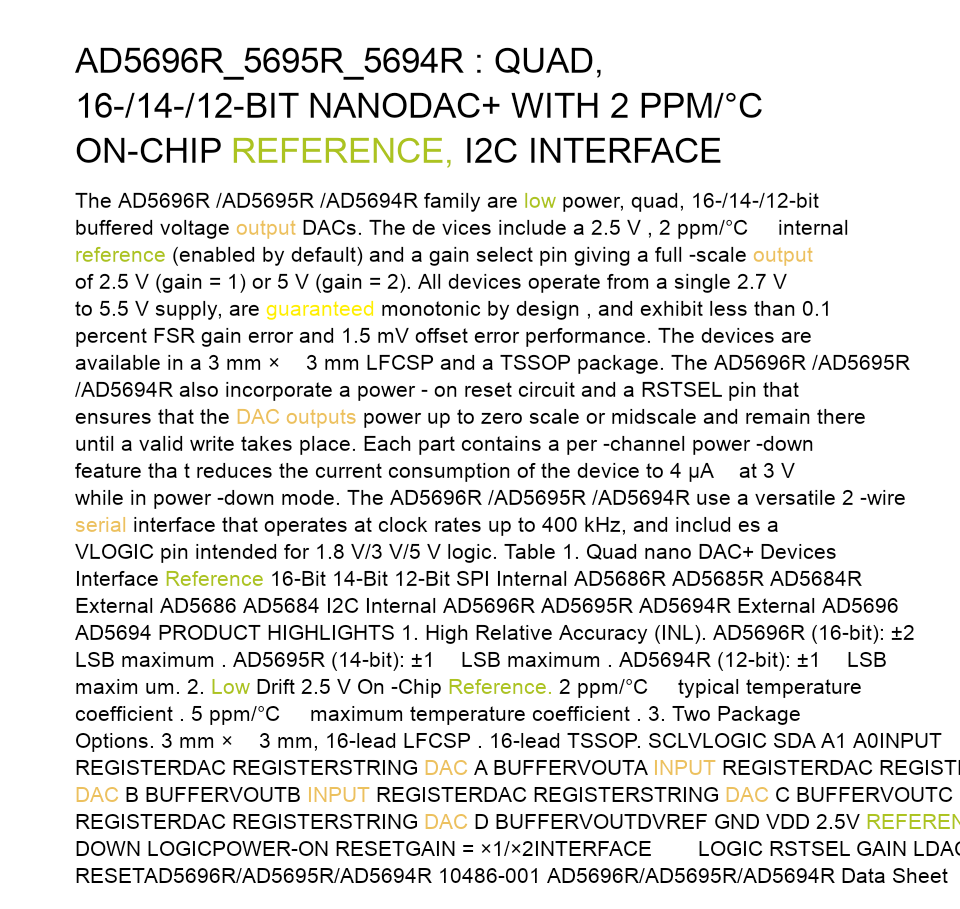 AD5696R_5695R_5694R : QUAD,
16-/14-/12-BIT NANODAC+ WITH 2 PPM/°C
ON-CHIP REFERENCE, I2C INTERFACE
The AD5696R /AD5695R /AD5694R family are low power, quad, 16-/14-/12-bit
buffered voltage output DACs. The de vices include a 2.5 V , 2 ppm/°C internal
reference (enabled by default) and a gain select pin giving a full -scale output
of 2.5 V (gain = 1) or 5 V (gain = 2). All devices operate from a single 2.7 V
to 5.5 V supply, are guaranteed monotonic by design , and exhibit less than 0.1
percent FSR gain error and 1.5 mV offset error performance. The devices are
available in a 3 mm × 3 mm LFCSP and a TSSOP package. The AD5696R /AD5695R
/AD5694R also incorporate a power - on reset circuit and a RSTSEL pin that
ensures that the DAC outputs power up to zero scale or midscale and remain there
until a valid write takes place. Each part contains a per -channel power -down
feature tha t reduces the current consumption of the device to 4 µA at 3 V
while in power -down mode. The AD5696R /AD5695R /AD5694R use a versatile 2 -wire
serial interface that operates at clock rates up to 400 kHz, and includ es a
VLOGIC pin intended for 1.8 V/3 V/5 V logic. Table 1. Quad nano DAC+ Devices
Interface Reference 16-Bit 14-Bit 12-Bit SPI Internal AD5686R AD5685R AD5684R
External AD5686 AD5684 I2C Internal AD5696R AD5695R AD5694R External AD5696
AD5694 PRODUCT HIGHLIGHTS 1. High Relative Accuracy (INL). AD5696R (16-bit): ±2
LSB maximum . AD5695R (14-bit): ±1 LSB maximum . AD5694R (12-bit): ±1 LSB
maxim um. 2. Low Drift 2.5 V On -Chip Reference. 2 ppm/°C typical temperature
coefficient . 5 ppm/°C maximum temperature coefficient . 3. Two Package
Options. 3 mm × 3 mm, 16-lead LFCSP . 16-lead TSSOP. SCLVLOGIC SDA A1 A0INPUT
REGISTERDAC REGISTERSTRING DAC A BUFFERVOUTA INPUT REGISTERDAC
DAC B BUFFERVOUTB INPUT REGISTERDAC REGISTERSTRING DAC C BUFFERVOUTC
REGISTERDAC REGISTERSTRING DAC D BUFFERVOUTDVREF GND VDD 2.5V
DOWN LOGICPOWER-ON RESETGAIN = ×1/×2INTERFACE LOGIC RSTSEL GAIN
RESETAD5696R/AD5695R/AD5694R 10486-001 AD5696R/AD5695R/AD5694R Data Sheet